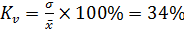 K_v = σ/x̄ × 100% = 34%